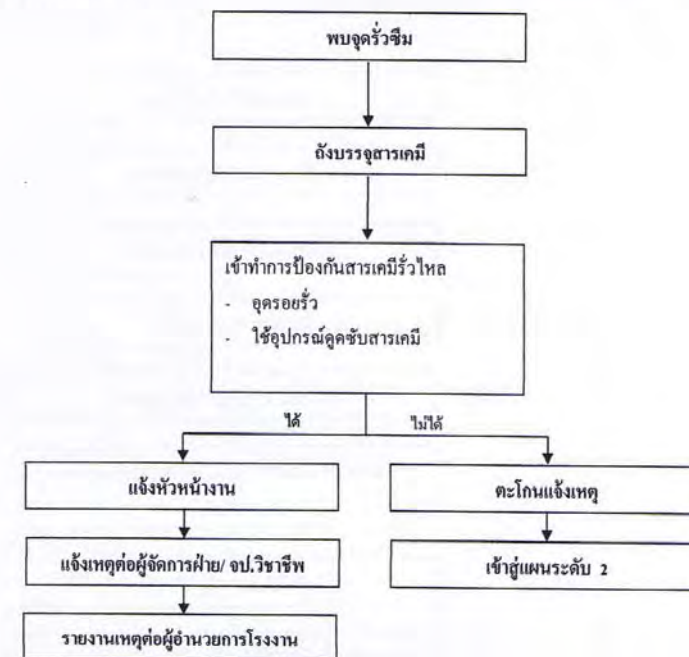 พบจุดรั่วซึม
ถังบรรจุสารเคมี
เข้าทำการป้องกันสารเคมีรั่วไหล
- อุดรอยรั่ว
- ใช้อุปกรณ์ดูดซับสารเคมี
ได้
ไม่ได้
แจ้งหัวหน้างาน
ตะโกนแจ้งเหตุ
แจ้งเหตุต่อผู้จัดการฝ่าย/ จป.วิชาชีพ
เข้าสู่แผนระดับ 2
รายงานเหตุต่อผู้อำนวยการโรงงาน